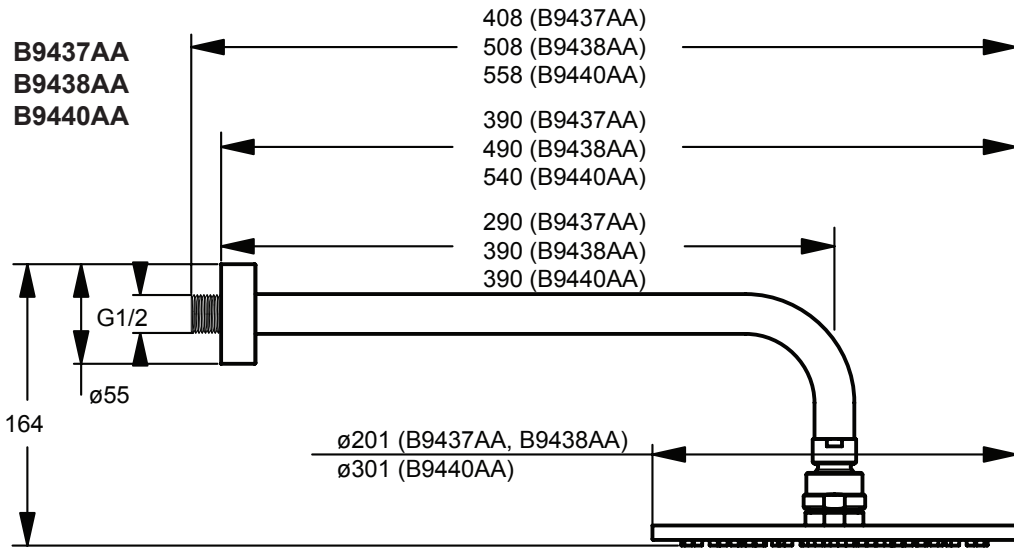 B9437AA
B9438AA
B9440AA
408 (B9437AA)
508 (B9438AA)
558 (B9440AA)
390 (B9437AA)
490 (B9438AA)
540 (B9440AA)
290 (B9437AA)
390 (B9438AA)
390 (B9440AA)
G1/2
ø55
164
ø201 (B9437AA, B9438AA)
ø301 (B9440AA)